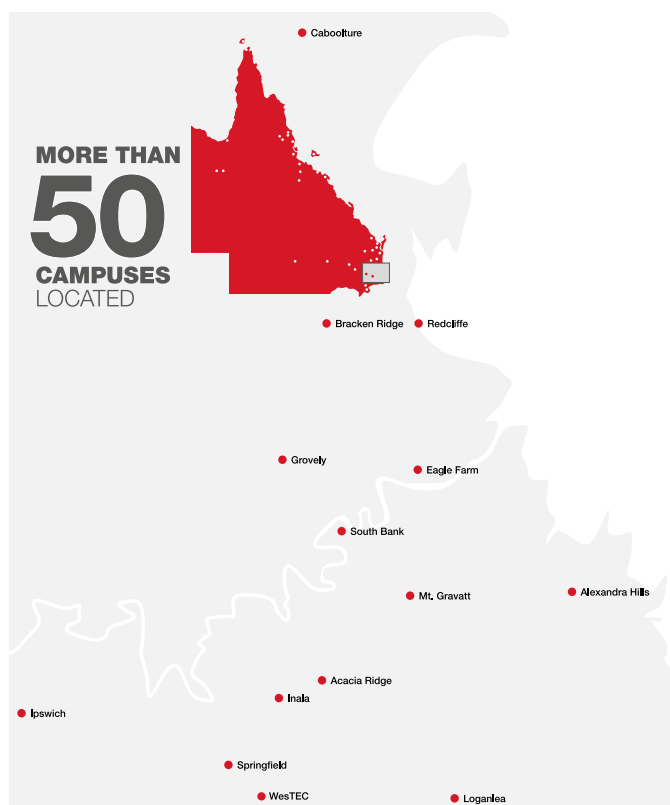 Caboolture
MORE THAN
50
CAMPUSES
LOCATED
Bracken Ridge
Redcliffe
Grovely
Eagle Farm
South Bank
Alexandra Hills
Mt. Gravatt
Acacia Ridge
Inala
Ipswich
Springfield
WesTEC
Loganlea